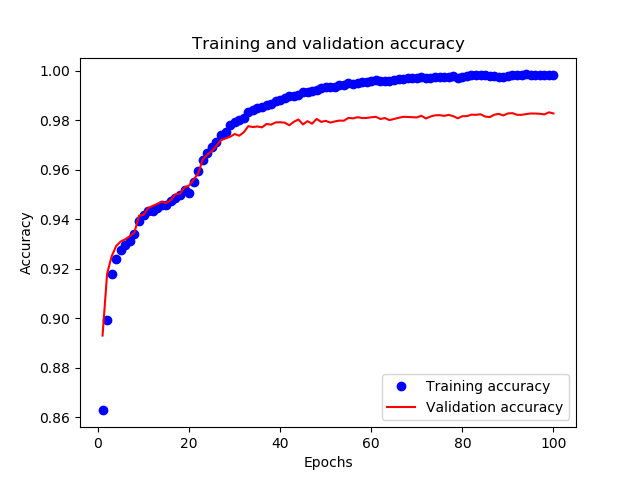 Training and validation accuracy
1.00
0.98
0.96
0.94
0.92
0.90
0.88
0.86
Accuracy
Training accuracy
Validation accuracy
0 20 40 60 80 100
Epochs